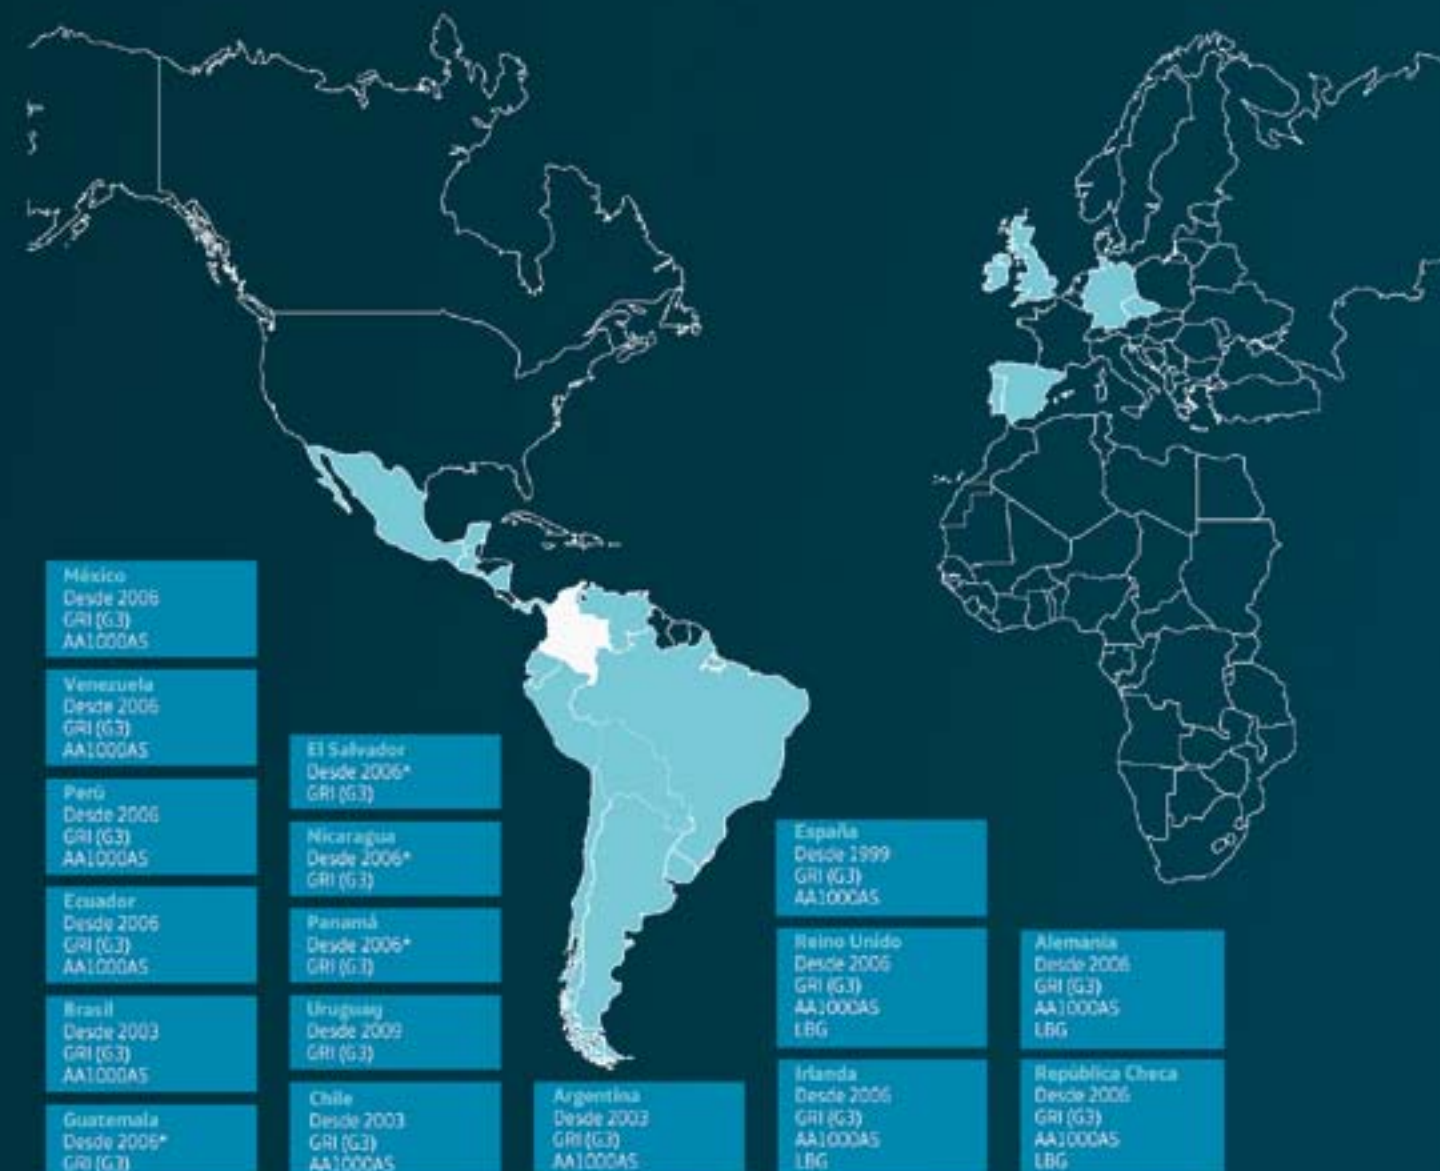 México
Desde 2006
GRI (G3)
AA1000AS
Venezuela
Desde 2006
GRI (G3)
AA1000AS
Perú
Desde 2006
GRI (G3)
AA1000AS
Ecuador
Desde 2006
GRI (G3)
AA1000AS
Brasil
Desde 2003
GRI (G3)
AA1000AS
Guatemala
Desde 2006*
GRI (G3)
El Salvador
Desde 2006*
GRI (G3)
Nicaragua
Desde 2006*
GRI (G3)
Panamá
Desde 2006*
GRI (G3)
Uruguay
Desde 2009
GRI (G3)
Chile
Desde 2003
GRI (G3)
AA1000AS
Argentina
Desde 2003
GRI (G3)
AA1000AS
España
Desde 1999
GRI (G3)
AA1000AS
Reino Unido
Desde 2006
GRI (G3)
AA1000AS
LBG
Irlanda
Desde 2006
GRI (G3)
AA1000AS
LBG
Alemania
Desde 2006
GRI (G3)
AA1000AS
LBG
República Checa
Desde 2006
GRI (G3)
AA1000AS
LBG